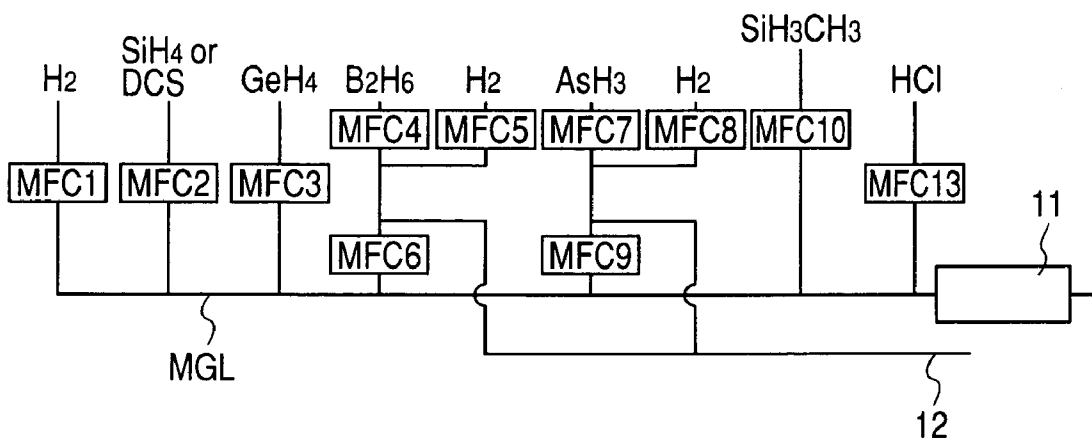 H2
SiH4 or
DCS
GeH4
B2H6
H2
AsH3
H2
SiH3CH3
HCl
MFC4
MFC5
MFC7
MFC8
MFC10
MFC1
MFC2
MFC3
MFC13
MFC6
MFC9
11
MGL
12